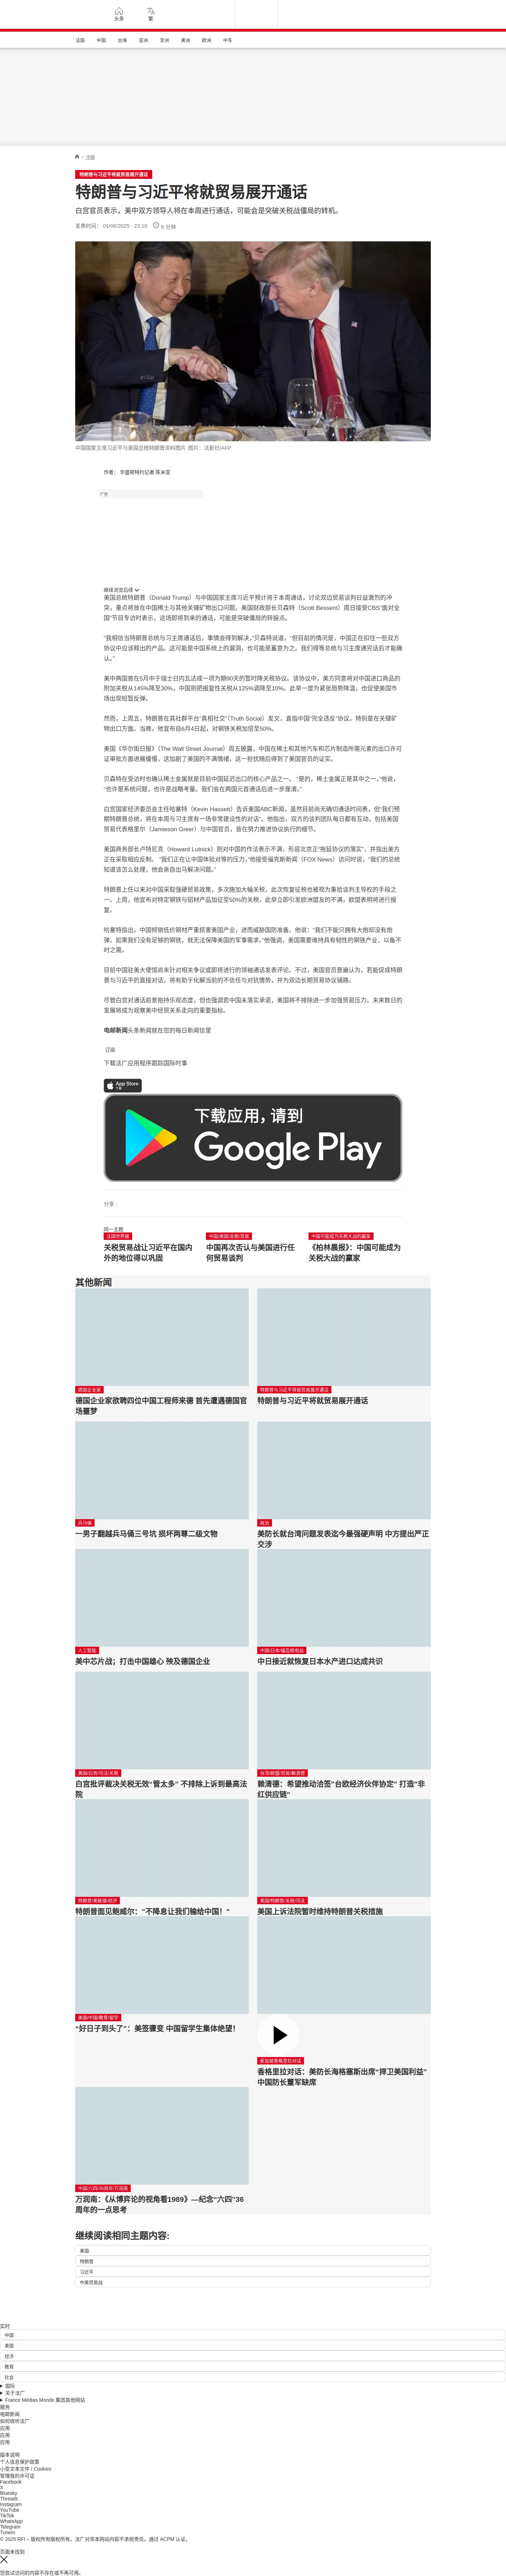 头条
繁
法国
中国
台海
亚洲
非洲
美洲
欧洲
中东
/ 中国
特朗普与习近平将就贸易展开通话
特朗普与习近平将就贸易展开通话
白宫官员表示，美中双方领导人将在本周进行通话，可能会是突破关税战僵局的转机。
发表时间： 01/06/2025 - 23:18 8 分钟
中国国家主席习近平与美国总统特朗普资料图片 图片：法新社/AFP
作者： 华盛顿特约记者 陈米亚
广告
继续浏览后续
美国总统特朗普（Donald Trump）与中国国家主席习近平预计将于本周通话，讨论双边贸易谈判日益激烈的冲
突，重点将放在中国稀土与其他关键矿物出口问题。美国财政部长贝森特（Scott Bessent）周日接受CBS“面对全
国”节目专访时表示，这场即将到来的通话，可能是突破僵局的转捩点。
“我相信当特朗普总统与习主席通话后，事情会得到解决，”贝森特说道，“但目前的情况是，中国正在扣住一些双方
协议中应该释出的产品。这可能是中国系统上的漏洞，也可能是蓄意为之。我们得等总统与习主席通完话后才能确
认。”
美中两国曾在5月中于瑞士日内瓦达成一项为期90天的暂时降关税协议。该协议中，美方同意将对中国进口商品的
附加关税从145%降至30%，中国则把报复性关税从125%调降至10%。此举一度为紧张局势降温，也促使美国市
场出现短暂反弹。
然而，上周五，特朗普在其社群平台“真相社交”（Truth Social）发文，直指中国“完全违反”协议，特别是在关键矿
物出口方面。当晚，他宣布自6月4日起，对钢铁关税加倍至50%。
美国《华尔街日报》（The Wall Street Journal）周五披露，中国在稀土和其他汽车和芯片制造所需元素的出口许可
证审批方面进展缓慢，这加剧了美国的不满情绪，这一担忧随后得到了美国官员的证实。
贝森特在受访时也确认稀土金属就是目前中国延迟出口的核心产品之一。 “是的，稀土金属正是其中之一，”他说，
“也许是系统问题，也许是战略考量。我们会在两国元首通话后进一步厘清。”
白宫国家经济委员会主任哈塞特（Kevin Hassett）告诉美国ABC新闻，虽然目前尚无确切通话时间表，但“我们预
期特朗普总统，将在本周与习主席有一场非常建设性的对话”。他指出，双方的谈判团队每日都有互动，包括美国
贸易代表格里尔（Jamieson Greer）与中国官员，皆在努力推进协议执行的细节。
美国商务部长卢特尼克（Howard Lutnick）则对中国的作法表示不满，形容北京正“拖延协议的落实”，并指出美方
正在采取相应反制。 “我们正在让中国体验对等的压力，”他接受福克斯新闻（FOX News）访问时说，“我们的总统
知道该怎么处理，他会亲自出马解决问题。”
特朗普上任以来对中国采取强硬贸易政策，多次施加大幅关税，此次恢复征税也被视为重拾谈判主导权的手段之
一。上周，他宣布对特定钢铁与铝材产品加征至50%的关税，此举立即引发欧洲盟友的不满，欧盟表明将进行报
复。
哈塞特指出，中国倾销低价钢材严重损害美国产业，进而威胁国防准备。他说：“我们不能只拥有大炮却没有炮
弹。如果我们没有足够的钢铁，就无法保障美国的军事需求。”他强调，美国需要维持具有韧性的钢铁产业，以备不
时之需。
目前中国驻美大使馆尚未针对相关争议或即将进行的领袖通话发表评论。不过，美国官员普遍认为，若能促成特朗
普与习近平的直接对话，将有助于化解当前的不信任与对抗情势，并为双边长期贸易协议铺路。
尽管白宫对通话前景抱持乐观态度，但也强调若中国未落实承诺，美国将不排除进一步加强贸易压力。未来数日的
发展将成为观察美中经贸关系走向的重要指标。
电邮新闻头条新闻就在您的每日新闻信里
订阅
下载法广应用程序跟踪国际时事
App Store
下载
下载应用，请到
Google Play
分享 :
同一主题
法国世界报
关税贸易战让习近平在国内
外的地位得以巩固
中国/美国/关税/贸易
中国再次否认与美国进行任
何贸易谈判
中国可能成为关税大战的赢家
《柏林晨报》：中国可能成为
关税大战的赢家
其他新闻
德国企业家
德国企业家欲聘四位中国工程师来德 首先遭遇德国官
场噩梦
特朗普与习近平将就贸易展开通话
特朗普与习近平将就贸易展开通话
兵马俑
一男子翻越兵马俑三号坑 损坏两尊二级文物
政治
美防长就台湾问题发表迄今最强硬声明 中方提出严正
交涉
人工智能
美中芯片战；打击中国雄心 殃及德国企业
中国/日本/福岛核电站
中日接近就恢复日本水产进口达成共识
美国/白宫/司法/关税
白宫批评裁决关税无效"管太多" 不排除上诉到最高法
院
台湾/欧盟/贸易/赖清德
赖清德：希望推动洽签"台欧经济伙伴协定" 打造"非
红供应链"
特朗普/美联储/经济
特朗普面见鲍威尔："不降息让我们输给中国！"
美国/特朗普/关税/司法
美国上诉法院暂时维持特朗普关税措施
美国/中国/教育/留学
“好日子到头了”：美签骤变 中国留学生集体绝望！
新加坡香格里拉对话
香格里拉对话：美防长海格塞斯出席“捍卫美国利益”
中国防长董军缺席
中国/六四/36周年/万润南
万润南：《从博弈论的视角看1989》—纪念"六四"36
周年的一点思考
继续阅读相同主题内容:
美国
特朗普
习近平
中美贸易战
实时
中国
美国
经济
教育
社会
国际
关于法广
France Médias Monde 集团其他网站
服务
电邮新闻
如何收听法广
应用
应用
应用
版本说明
个人信息保护政策
小型文本文件 / Cookies
管理我的许可证
Facebook
X
Bluesky
Threads
Instagram
YouTube
TikTok
WhatsApp
Telegram
TuneIn
© 2025 RFI – 版权所有版权所有。法广对非本网站内容不承担责任。通过 ACPM 认证。
页面未找到
您尝试访问的内容不存在或不再可用。